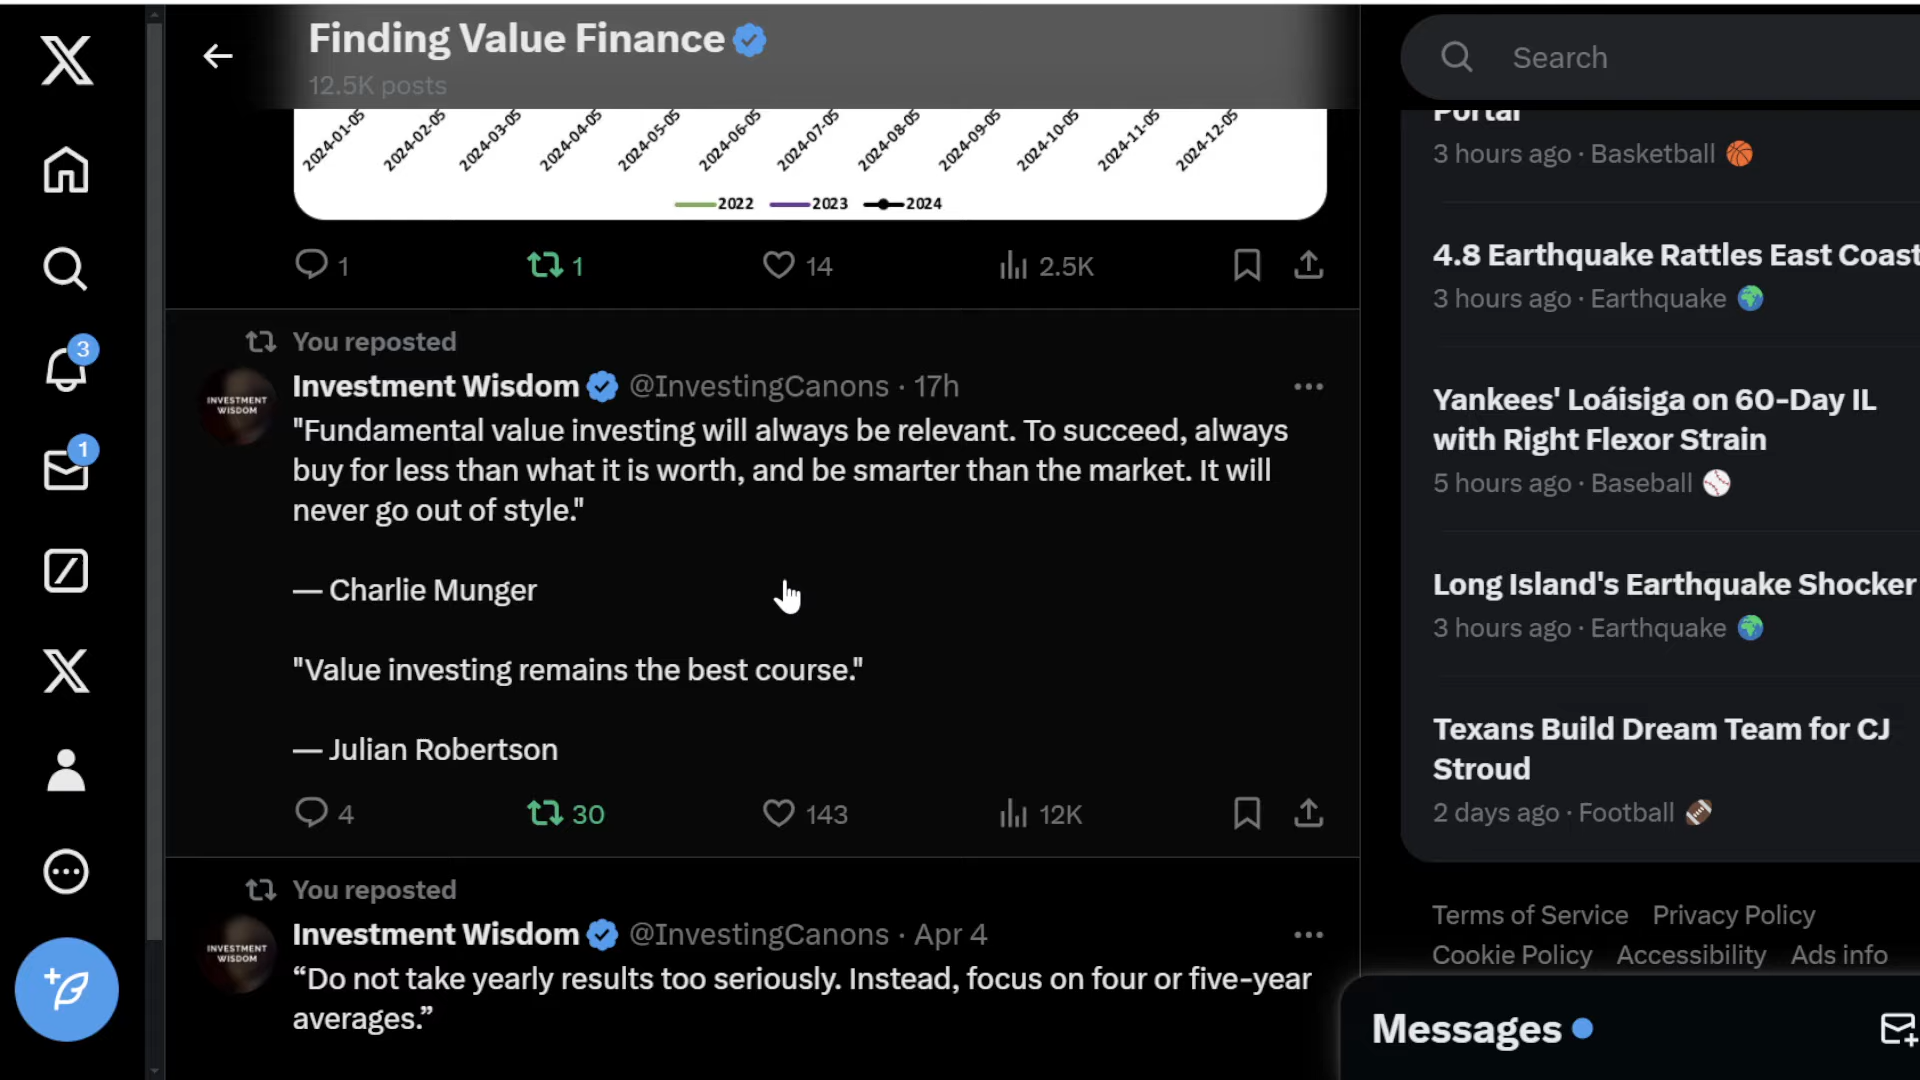 Finding Value Finance
12.5K posts
2024-01-05 2024-02-05 2024-03-05 2024-04-05 2024-05-05 2024-06-05 2024-07-05 2024-08-05 2024-09-05 2024-10-05 2024-11-05 2024-12-05
2022 2023 2024
1 1 14 2.5K
You reposted
Investment Wisdom @InvestingCanons · 17h
INVESTMENT
WISDOM
"Fundamental value investing will always be relevant. To succeed, always
buy for less than what it is worth, and be smarter than the market. It will
never go out of style."
— Charlie Munger
"Value investing remains the best course."
— Julian Robertson
4 30 143 12K
You reposted
Investment Wisdom @InvestingCanons · Apr 4
INVESTMENT
WISDOM
“Do not take yearly results too seriously. Instead, focus on four or five-year
averages.”
3
1
Search
Portal
3 hours ago · Basketball
4.8 Earthquake Rattles East Coast
3 hours ago · Earthquake
Yankees' Loáisiga on 60-Day IL
with Right Flexor Strain
5 hours ago · Baseball
Long Island's Earthquake Shocker
3 hours ago · Earthquake
Texans Build Dream Team for CJ
Stroud
2 days ago · Football
Terms of Service Privacy Policy
Cookie Policy Accessibility Ads info
Messages